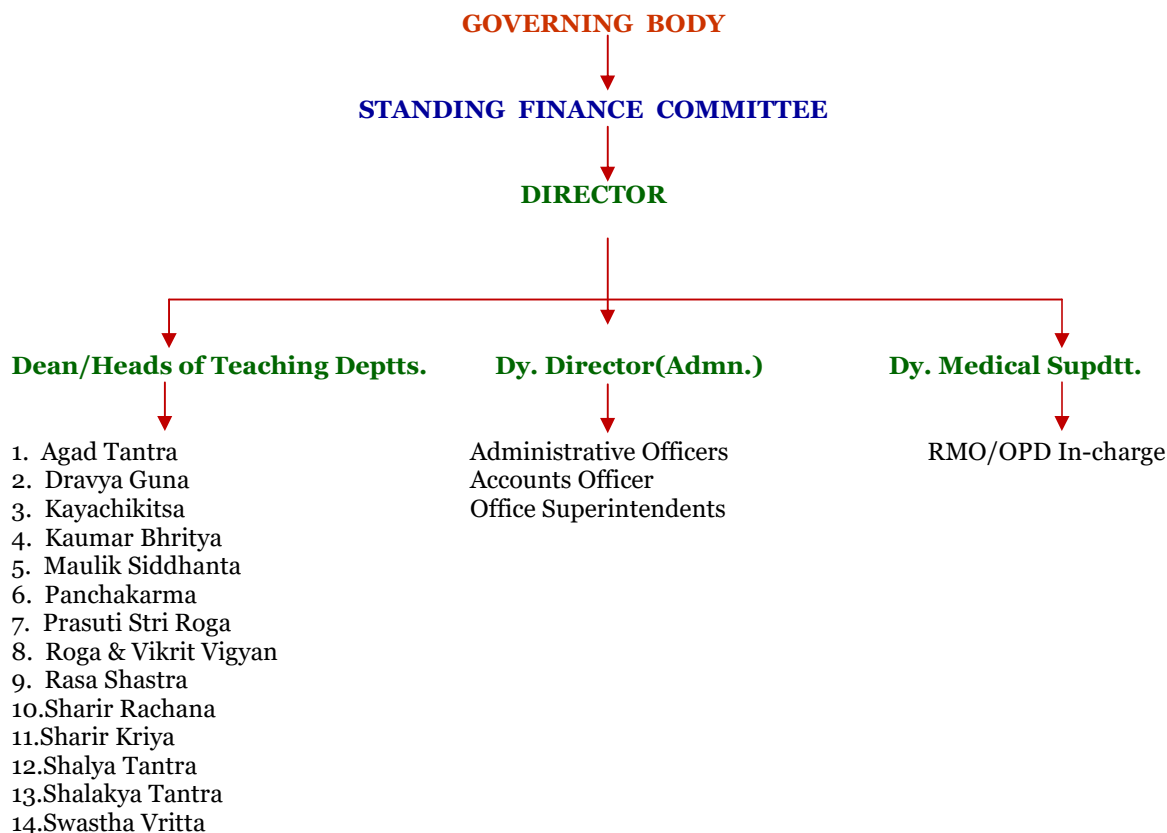 GOVERNING BODY
STANDING FINANCE COMMITTEE
DIRECTOR
Dean/Heads of Teaching Deptts.
1. Agad Tantra
2. Dravya Guna
3. Kayachikitsa
4. Kaumar Bhritya
5. Maulik Siddhanta
6. Panchakarma
7. Prasuti Stri Roga
8. Roga & Vikrit Vigyan
9. Rasa Shastra
10.Sharir Rachana
11.Sharir Kriya
12.Shalya Tantra
13.Shalakya Tantra
14.Swastha Vritta
Dy. Director(Admn.)
Administrative Officers
Accounts Officer
Office Superintendents
Dy. Medical Supdtt.
RMO/OPD In-charge